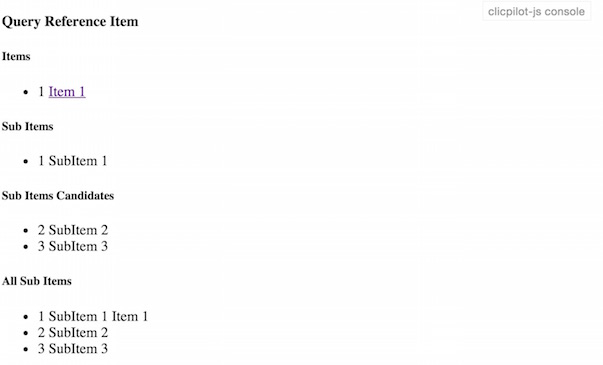 clicpilot-js console
Query Reference Item
Items
1 Item 1
Sub Items
1 SubItem 1
Sub Items Candidates
2 SubItem 2
3 SubItem 3
All Sub Items
1 SubItem 1 Item 1
2 SubItem 2
3 SubItem 3